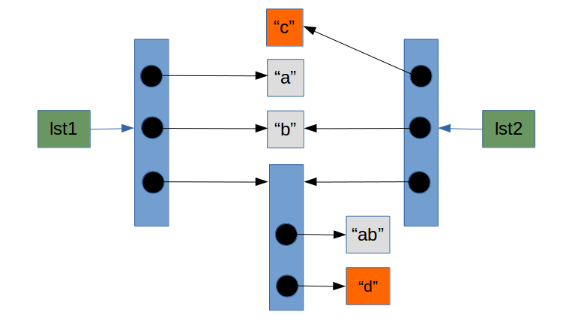 “c”
“a”
lst1
“b”
lst2
“ab”
“d”